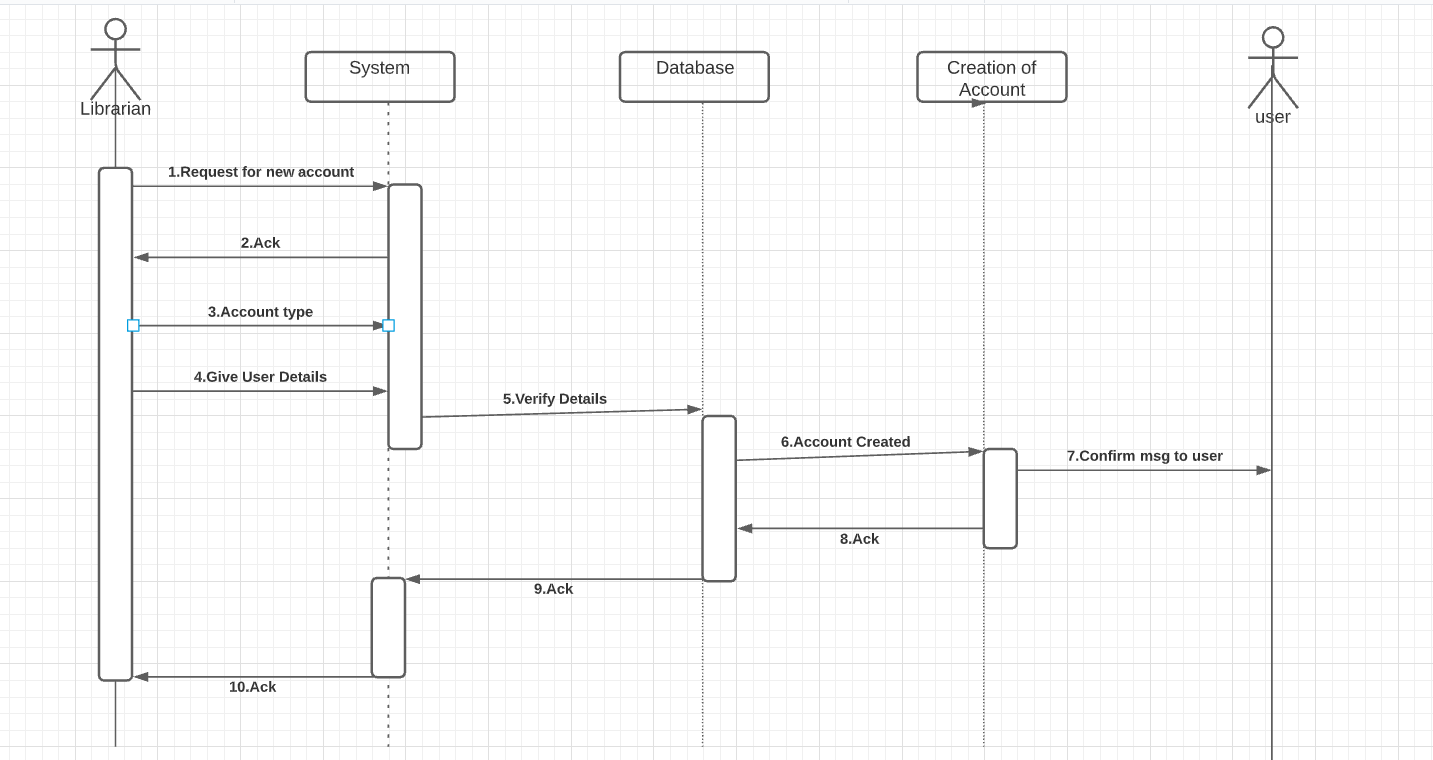 Librarian
System
Database
Creation of
Account
user
1.Request for new account
2.Ack
3.Account type
4.Give User Details
5.Verify Details
6.Account Created
7.Confirm msg to user
8.Ack
9.Ack
10.Ack